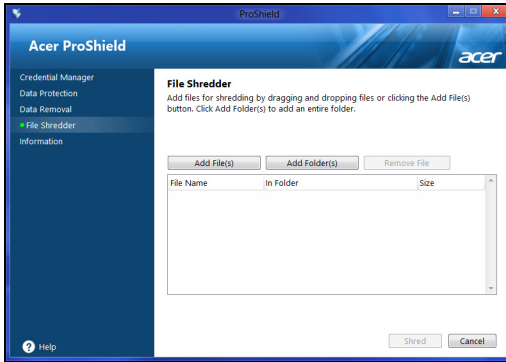 ProShield
Acer ProShield
acer
Credential Manager
Data Protection
Data Removal
File Shredder
Information
Help
File Shredder
Add files for shredding by dragging and dropping files or clicking the Add File(s)
button. Click Add Folder(s) to add an entire folder.
Add File(s) Add Folder(s) Remove File
File Name In Folder Size
Shred Cancel